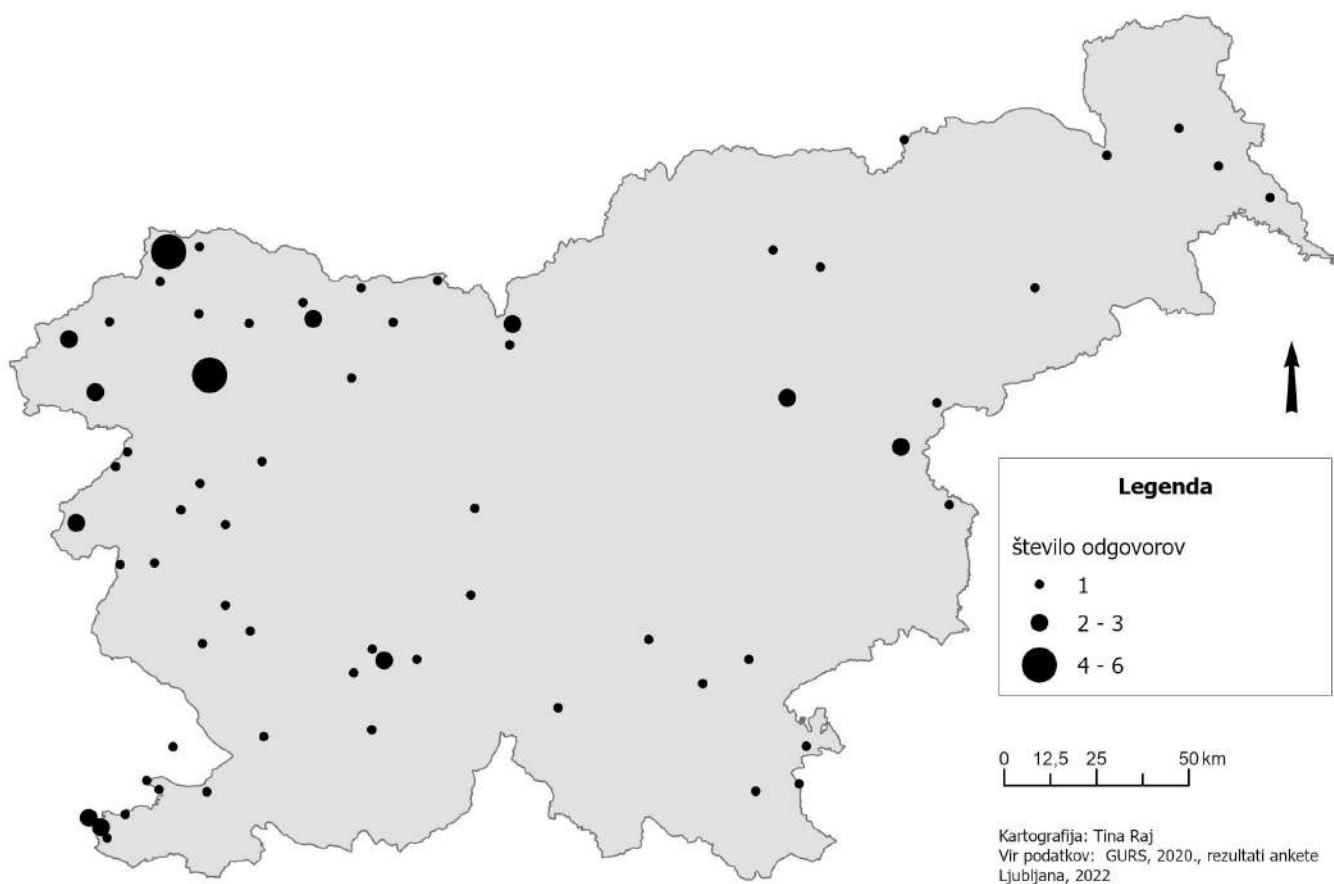 Legenda
število odgovorov
1
2 - 3
4 - 6
0 12,5 25 50 km
Kartografija: Tina Raj
Vir podatkov: GURS, 2020., rezultati ankete
Ljubljana, 2022